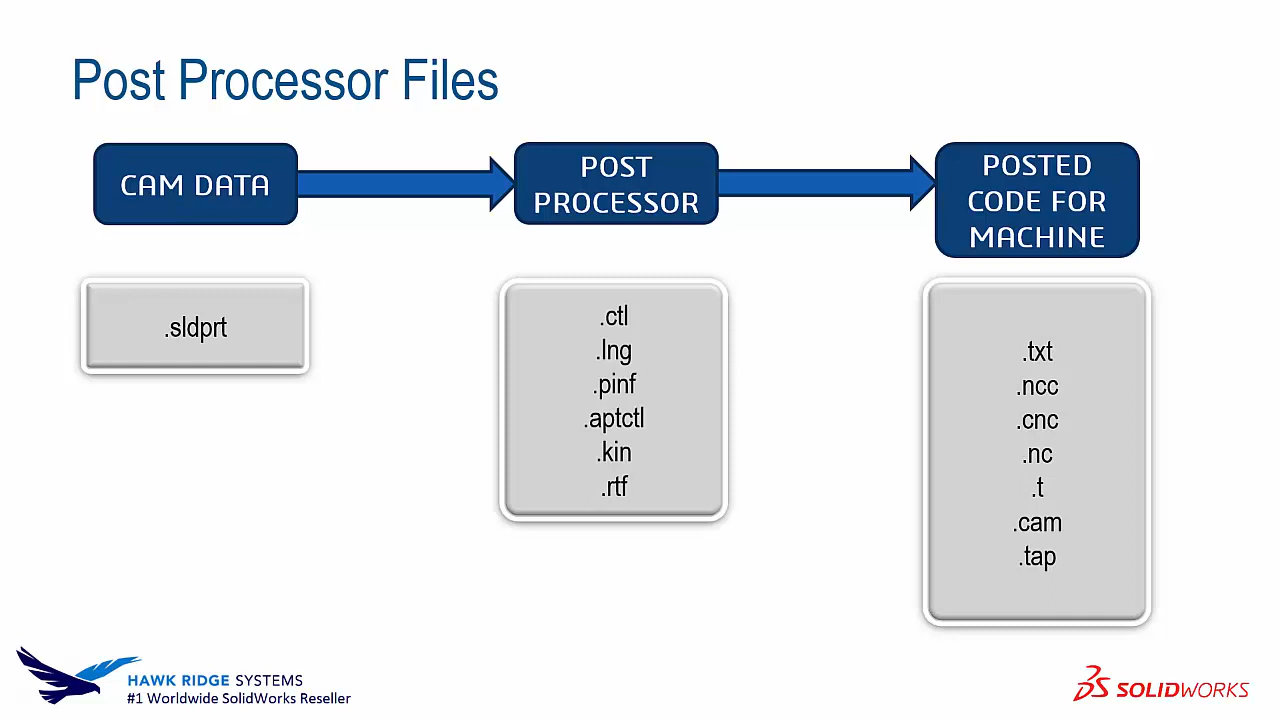 Post Processor Files
CAM DATA
POST
PROCESSOR
POSTED
CODE FOR
MACHINE
.sldprt
.ctl
.lng
.pinf
.aptctl
.kin
.rtf
.txt
.ncc
.cnc
.nc
.t
.cam
.tap
HAWK RIDGE SYSTEMS
#1 Worldwide SolidWorks Reseller
SOLIDWORKS